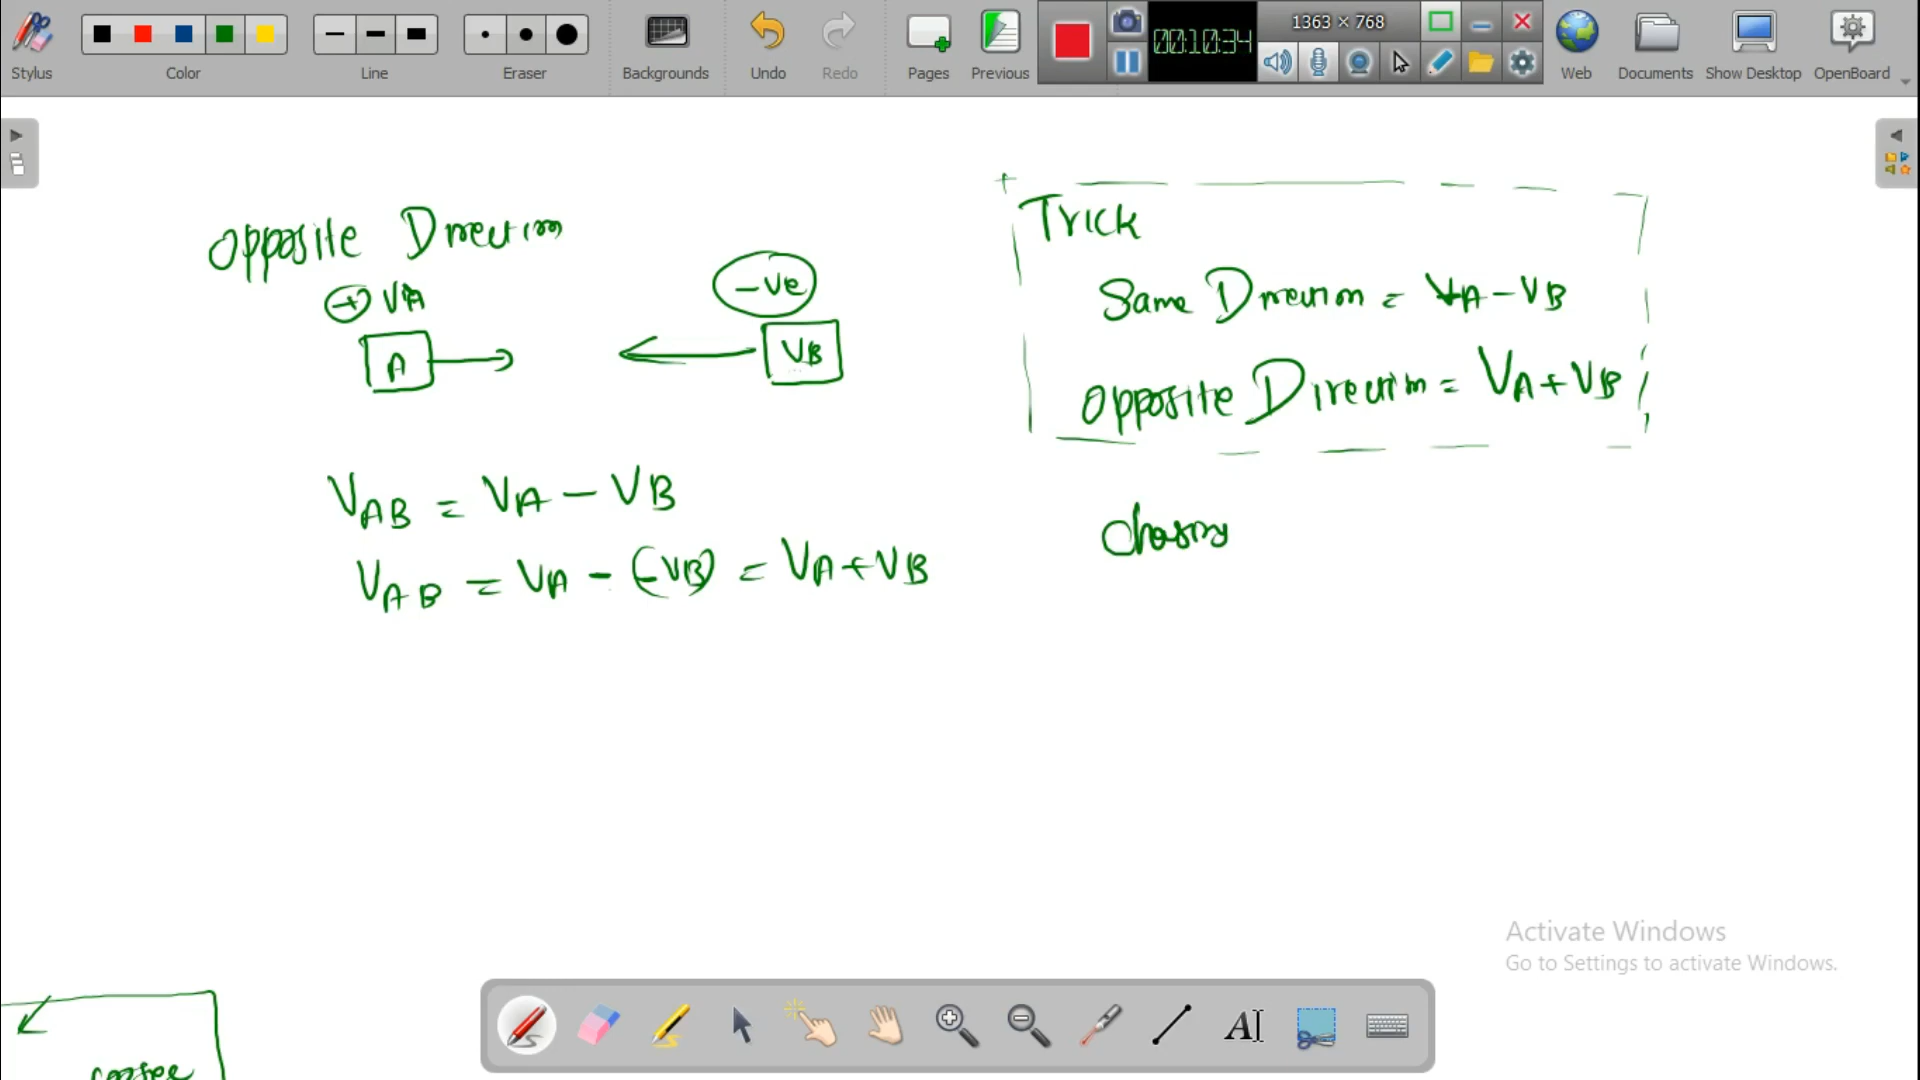 Stylus Color Line Eraser Backgrounds Undo Redo Pages Previous 00:10:34 1363 × 768 Web Documents Show Desktop OpenBoard
Opposite Direction
+ VA
-ve
A
VB
VAB = VA - VB
VAB = VA - (-VB) = VA + VB
Trick
Same Direction = VA - VB
Opposite Direction = VA + VB
Activate Windows
Go to Settings to activate Windows.